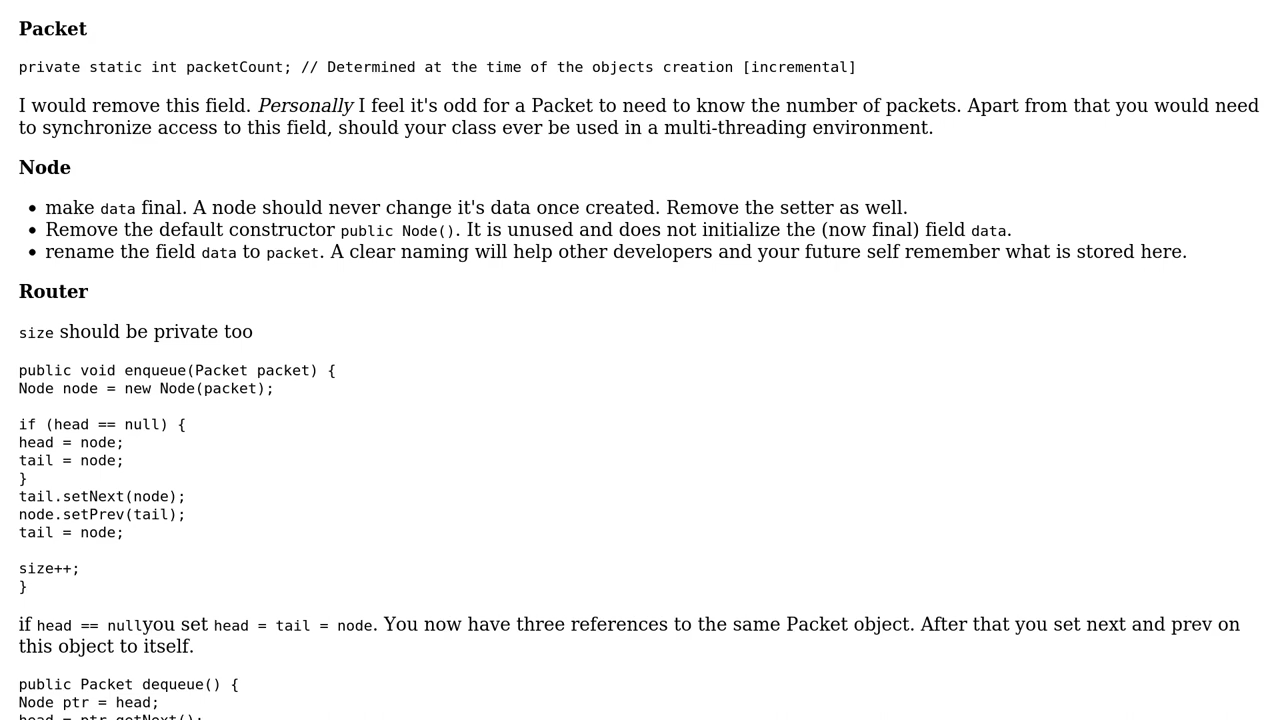 Packet
private static int packetCount; // Determined at the time of the objects creation [incremental]
I would remove this field. Personally I feel it's odd for a Packet to need to know the number of packets. Apart from that you would need
to synchronize access to this field, should your class ever be used in a multi-threading environment.
Node
• make data final. A node should never change it's data once created. Remove the setter as well.
• Remove the default constructor public Node(). It is unused and does not initialize the (now final) field data.
• rename the field data to packet. A clear naming will help other developers and your future self remember what is stored here.
Router
size should be private too
public void enqueue(Packet packet) {
Node node = new Node(packet);
if (head == null) {
head = node;
tail = node;
}
tail.setNext(node);
node.setPrev(tail);
tail = node;
size++;
}
if head == nullyou set head = tail = node. You now have three references to the same Packet object. After that you set next and prev on
this object to itself.
public Packet dequeue() {
Node ptr = head;
head = ptr.getNext();